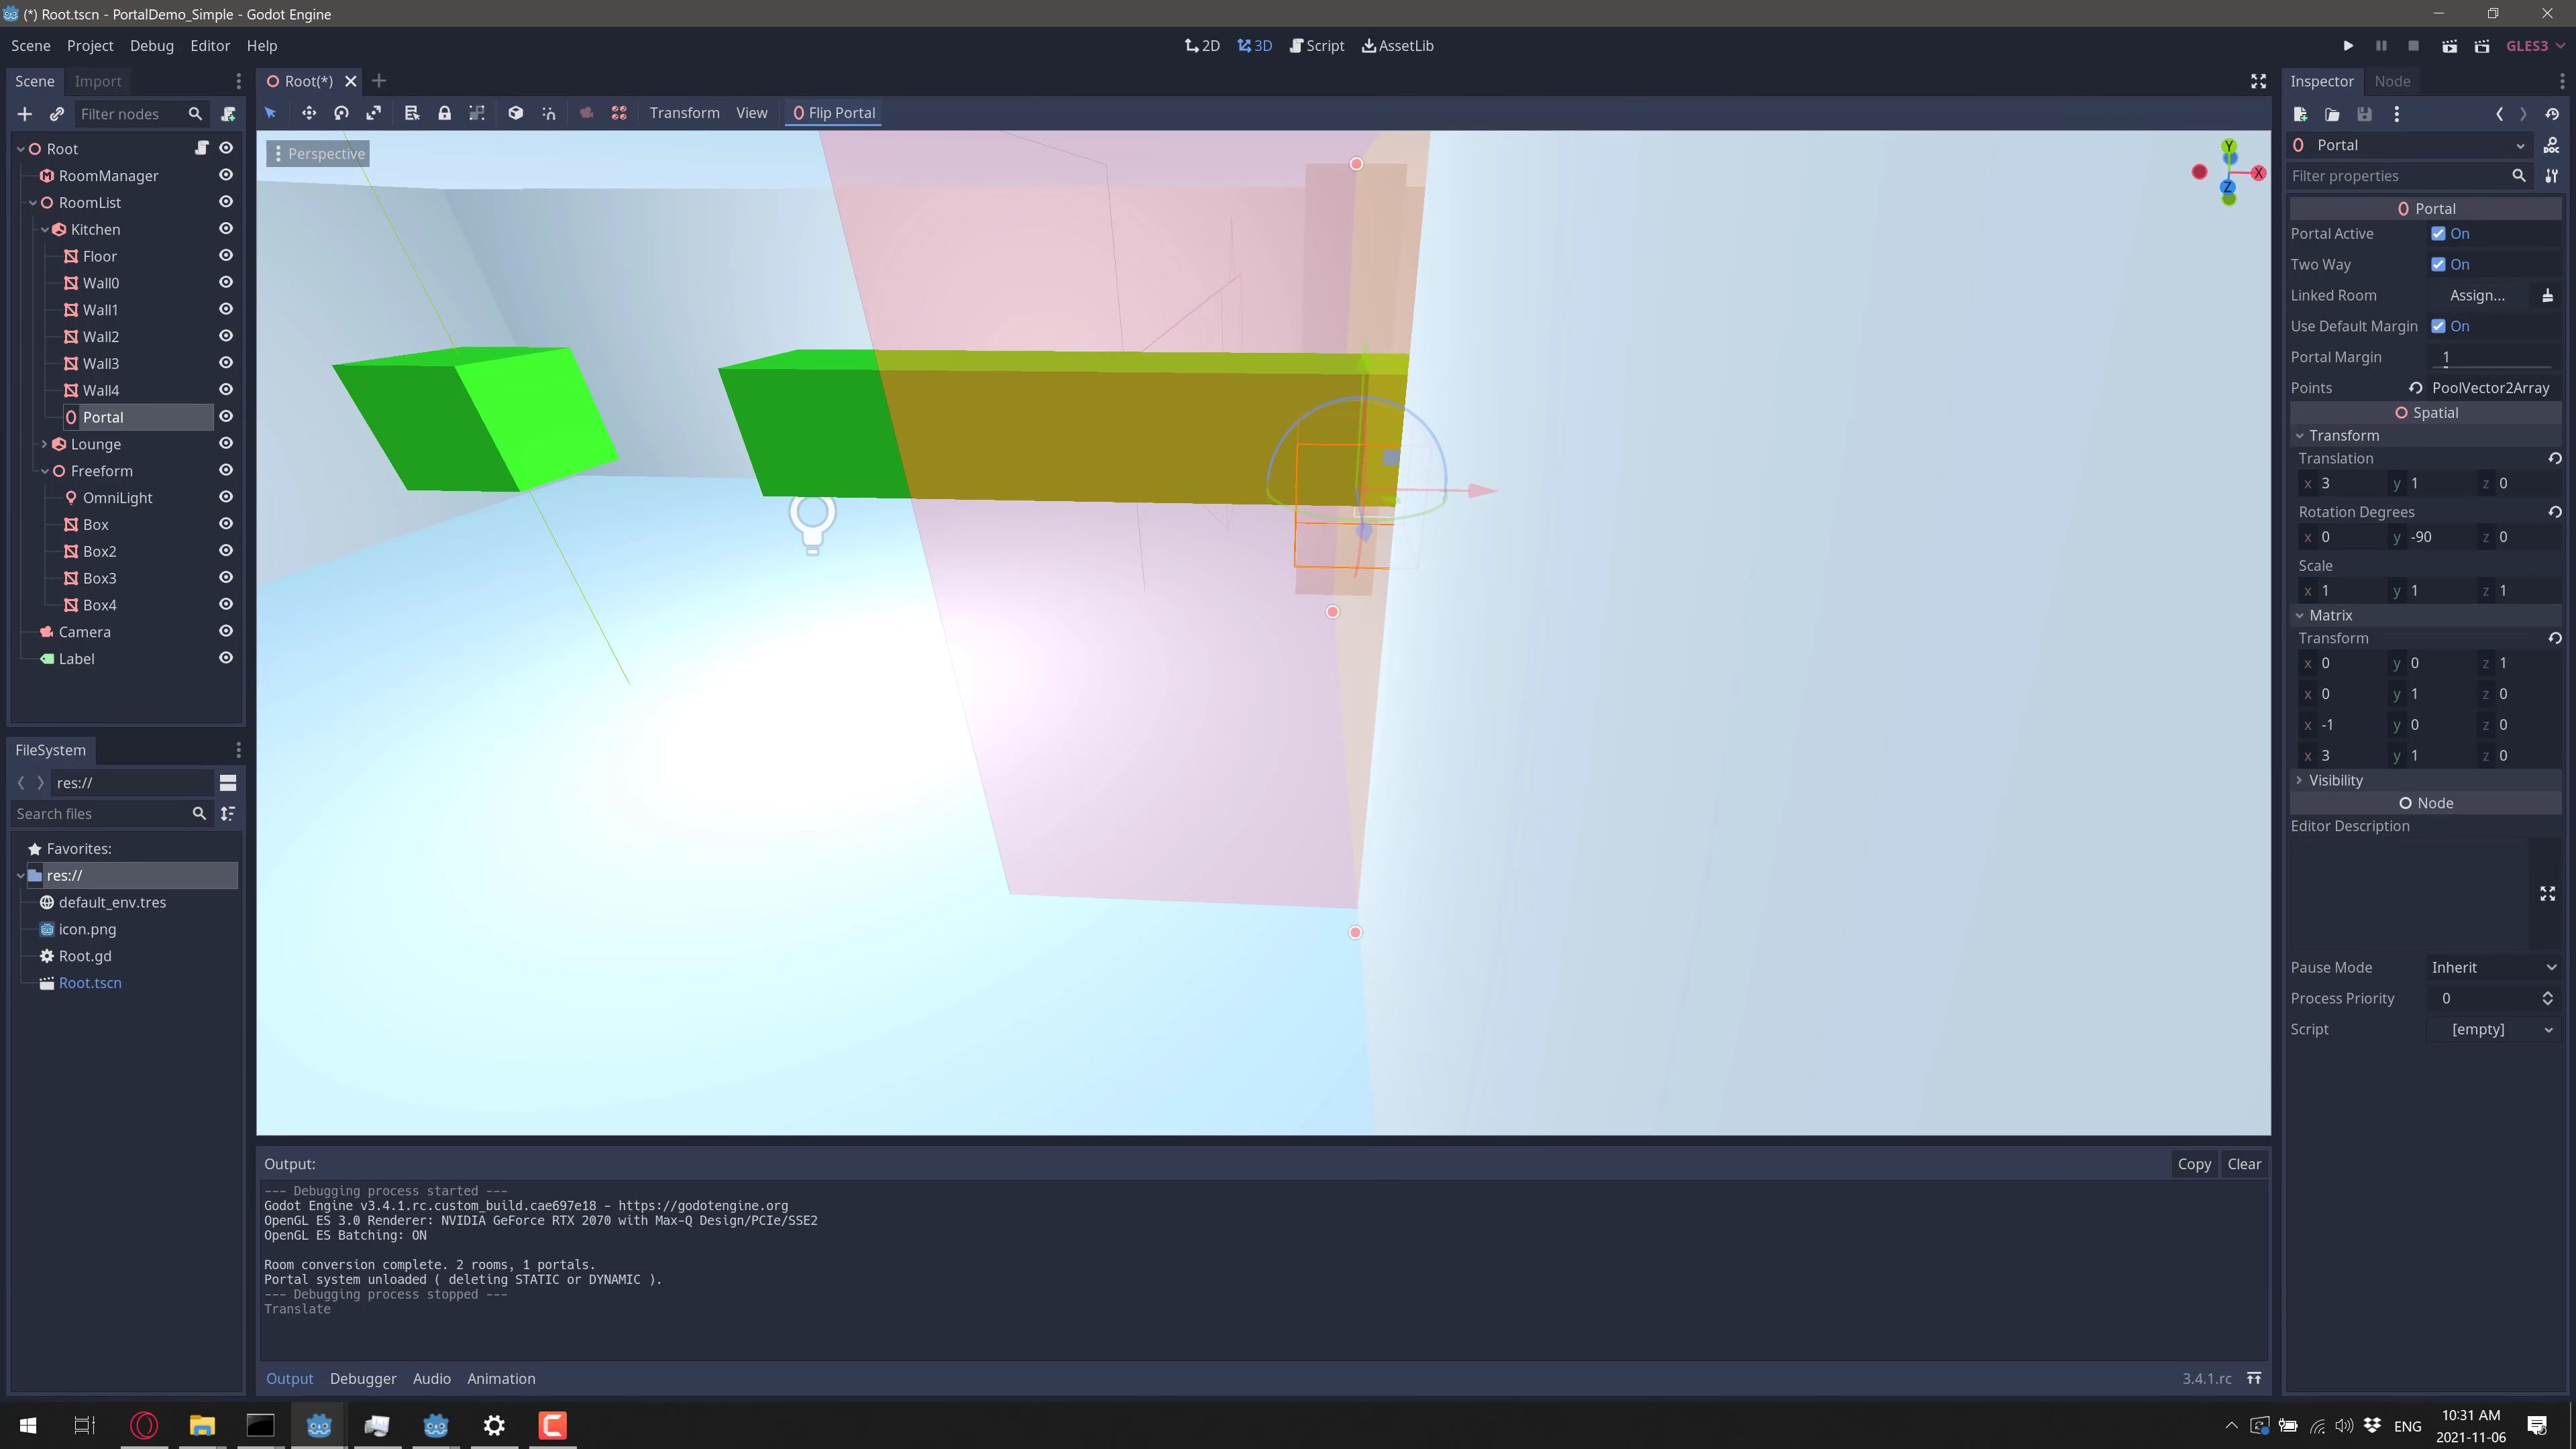 (*) Root.tscn - PortalDemo_Simple - Godot Engine
Scene Project Debug Editor Help
2D 3D Script AssetLib
GLES3
Scene Import
Filter nodes
Root
RoomManager
RoomList
Kitchen
Floor
Wall0
Wall1
Wall2
Wall3
Wall4
Portal
Lounge
Freeform
OmniLight
Box
Box2
Box3
Box4
Camera
Label
FileSystem
res://
Search files
Favorites:
res://
default_env.tres
icon.png
Root.gd
Root.tscn
Root(*)
Transform View Flip Portal
Perspective
Y
X
Z
Output:
Copy Clear
--- Debugging process started ---
Godot Engine v3.4.1.rc.custom_build.cae697e18 - https://godotengine.org
OpenGL ES 3.0 Renderer: NVIDIA GeForce RTX 2070 with Max-Q Design/PCIe/SSE2
OpenGL ES Batching: ON
Room conversion complete. 2 rooms, 1 portals.
Portal system unloaded ( deleting STATIC or DYNAMIC ).
--- Debugging process stopped ---
Translate
Output Debugger Audio Animation
3.4.1.rc
Inspector Node
Portal
DOC
Filter properties
Portal
Portal Active On
Two Way On
Linked Room Assign...
Use Default Margin On
Portal Margin 1
Points PoolVector2Array
Spatial
Transform
Translation
x 3 y 1 z 0
Rotation Degrees
x 0 y -90 z 0
Scale
x 1 y 1 z 1
Matrix
Transform
x 0 y 0 z 1
x 0 y 1 z 0
x -1 y 0 z 0
x 3 y 1 z 0
Visibility
Node
Editor Description
Pause Mode Inherit
Process Priority 0
Script [empty]
ENG
10:31 AM
2021-11-06